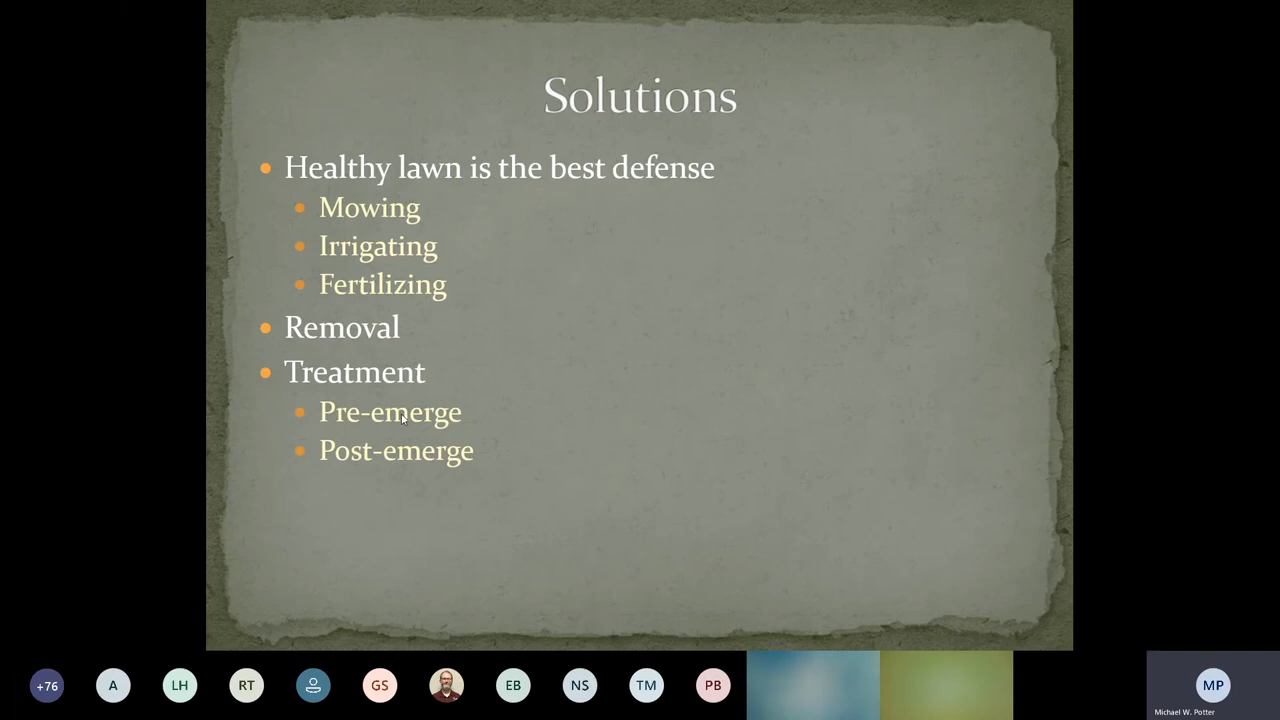 Solutions
Healthy lawn is the best defense
Mowing
Irrigating
Fertilizing
Removal
Treatment
Pre-emerge
Post-emerge
+76
A
LH
RT
GS
EB
NS
TM
PB
MP
Michael W. Potter